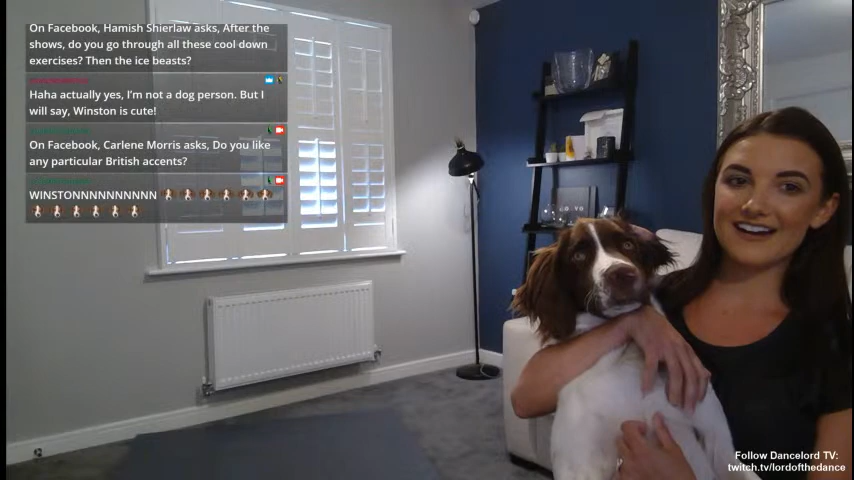 On Facebook, Hamish Shierlaw asks, After the
shows, do you go through all these cool down
exercises? Then the ice beasts?
Haha actually yes, I'm not a dog person. But I
will say, Winston is cute!
On Facebook, Carlene Morris asks, Do you like
any particular British accents?
WINSTONNNNNNNNNN
Follow Dancelord TV:
twitch.tv/lordofthedance